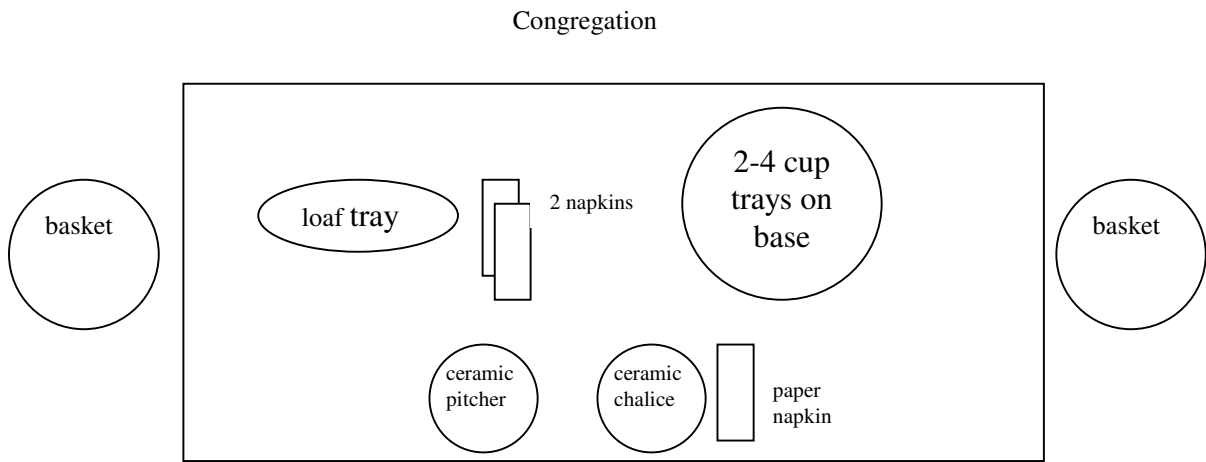 Congregation
basket
loaf tray
2 napkins
2-4 cup
trays on
base
basket
ceramic
pitcher
ceramic
chalice
paper
napkin